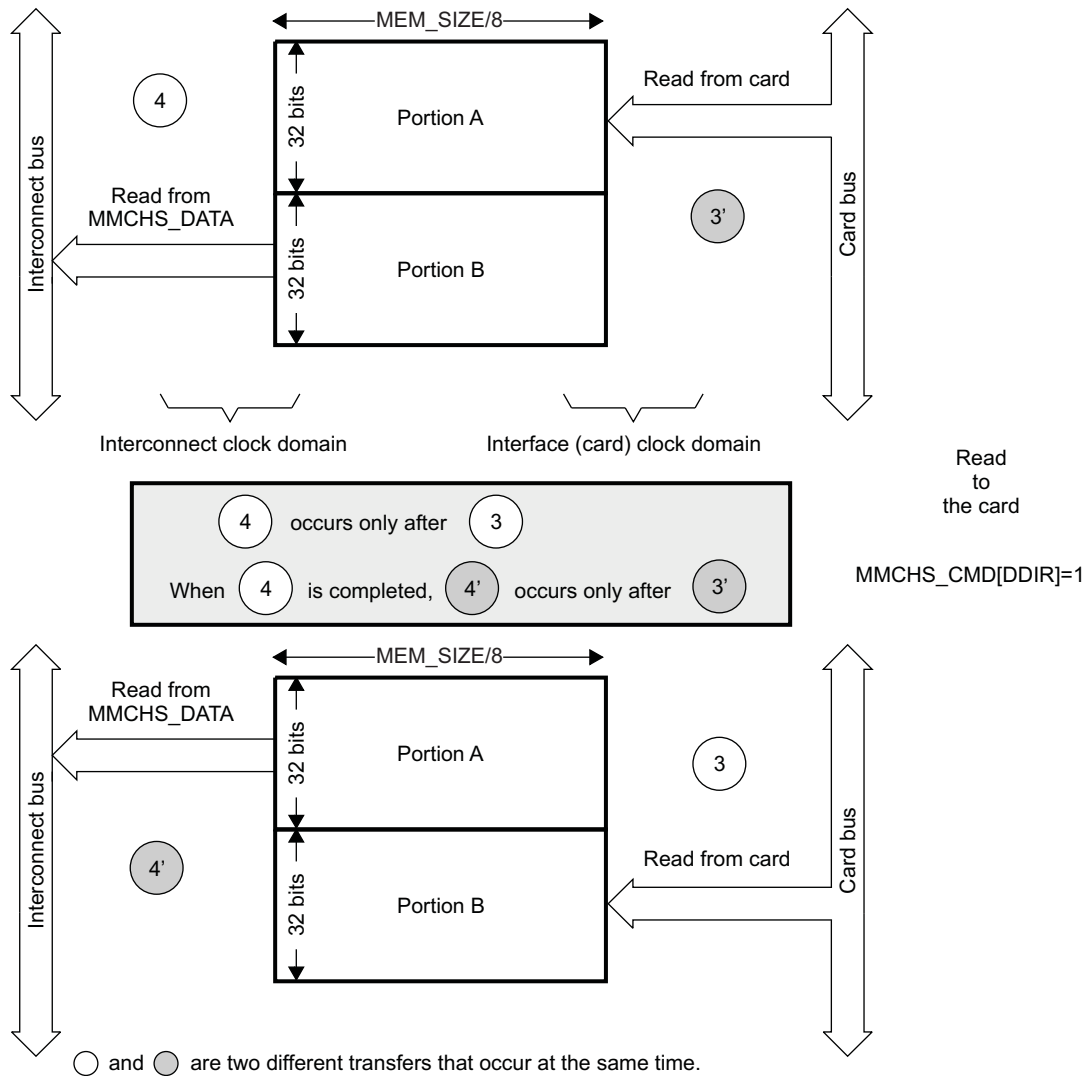 MEM_SIZE/8
Interconnect bus
4
32 bits
Portion A
Read from card
Card bus
Read from
MMCHS_DATA
32 bits
Portion B
3’
Interconnect clock domain
Interface (card) clock domain
Read
to
the card
4 occurs only after 3
When 4 is completed, 4’ occurs only after 3’
MMCHS_CMD[DDIR]=1
MEM_SIZE/8
Interconnect bus
Read from
MMCHS_DATA
32 bits
Portion A
3
Card bus
4’
32 bits
Portion B
Read from card
and are two different transfers that occur at the same time.